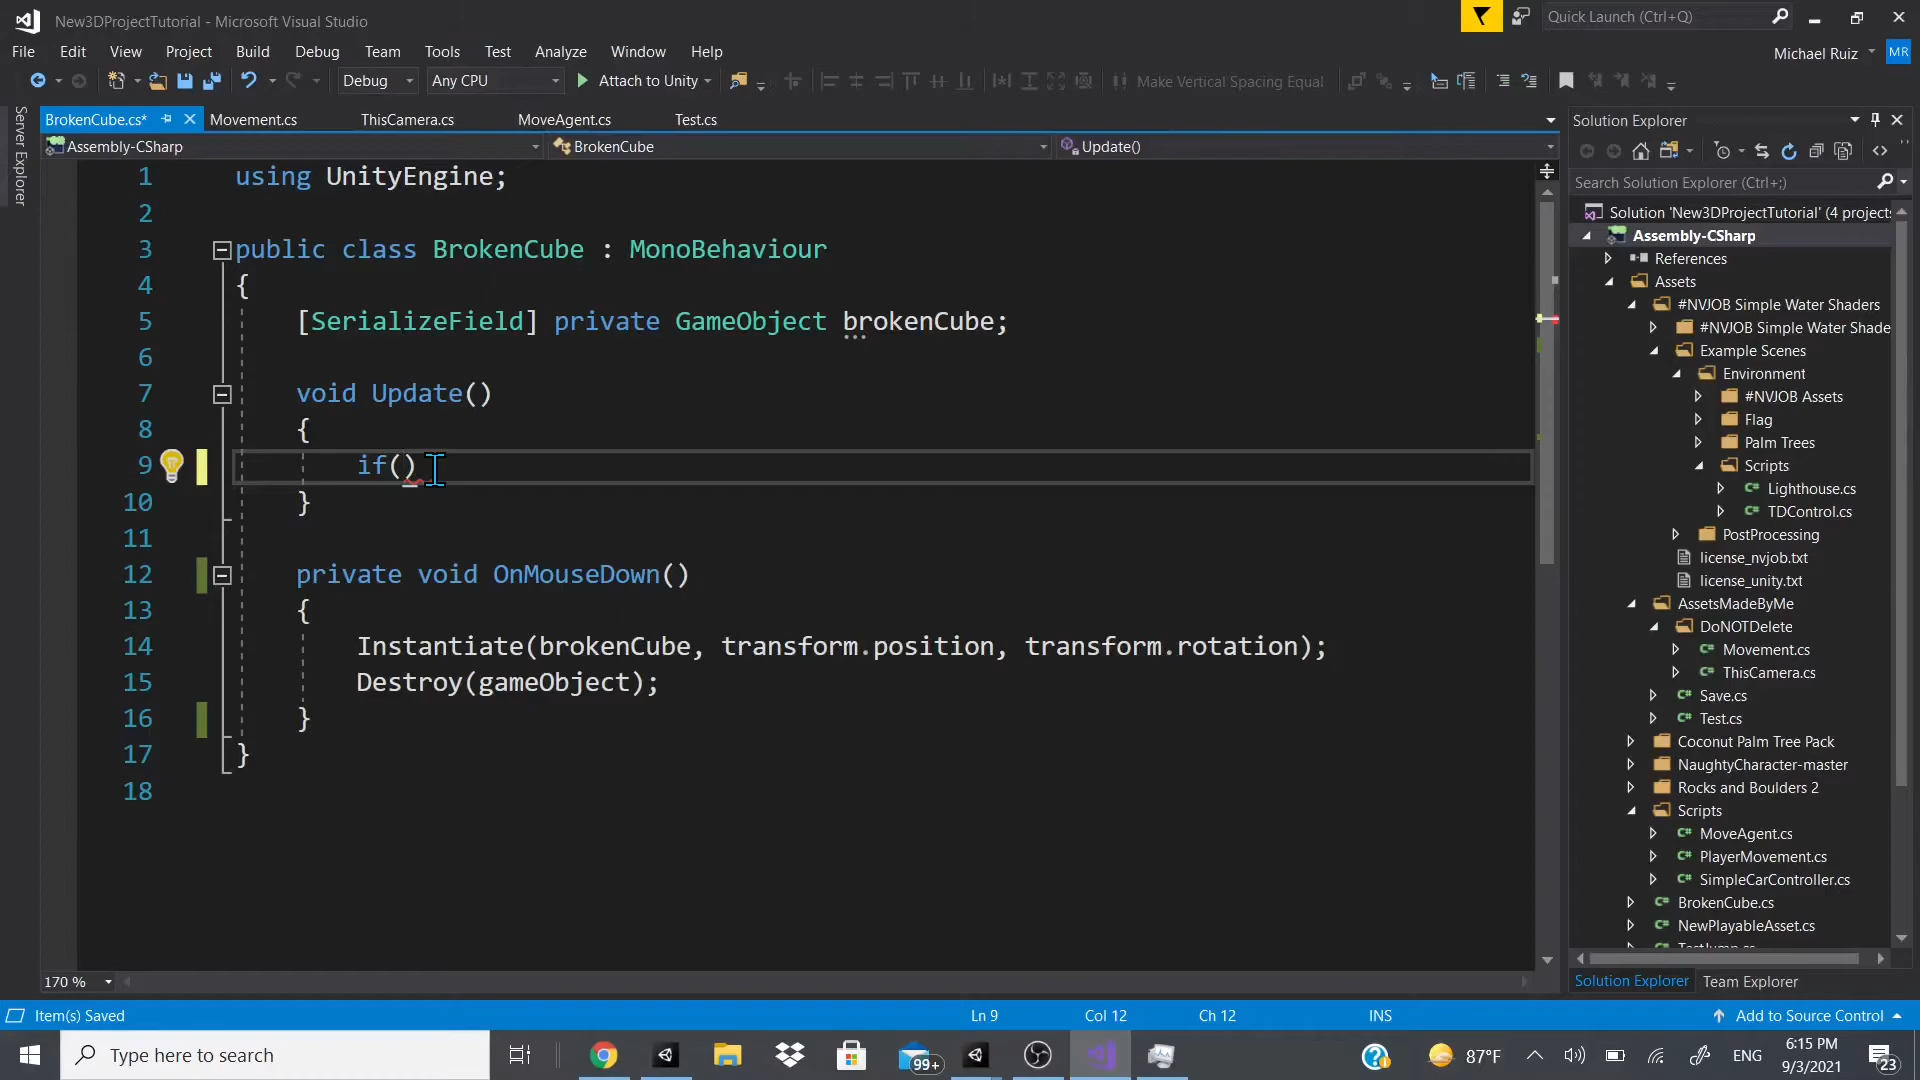 New3DProjectTutorial - Microsoft Visual Studio
Quick Launch (Ctrl+Q)
File Edit View Project Build Debug Team Tools Test Analyze Window Help
Michael Ruiz MR
Debug Any CPU Attach to Unity Make Vertical Spacing Equal
Server Explorer
BrokenCube.cs* Movement.cs ThisCamera.cs MoveAgent.cs Test.cs
Assembly-CSharp BrokenCube Update()
1 using UnityEngine;
2
3 public class BrokenCube : MonoBehaviour
4 {
5 [SerializeField] private GameObject brokenCube;
6
7 void Update()
8 {
9 if()
10 }
11
12 private void OnMouseDown()
13 {
14 Instantiate(brokenCube, transform.position, transform.rotation);
15 Destroy(gameObject);
16 }
17 }
18
170 %
Solution Explorer
Search Solution Explorer (Ctrl+;)
Solution 'New3DProjectTutorial' (4 projects
Assembly-CSharp
References
Assets
#NVJOB Simple Water Shaders
#NVJOB Simple Water Shade
Example Scenes
Environment
#NVJOB Assets
Flag
Palm Trees
Scripts
Lighthouse.cs
TDControl.cs
PostProcessing
license_nvjob.txt
license_unity.txt
AssetsMadeByMe
DoNOTDelete
Movement.cs
ThisCamera.cs
Save.cs
Test.cs
Coconut Palm Tree Pack
NaughtyCharacter-master
Rocks and Boulders 2
Scripts
MoveAgent.cs
PlayerMovement.cs
SimpleCarController.cs
BrokenCube.cs
NewPlayableAsset.cs
TestJump.cs
Solution Explorer Team Explorer
Item(s) Saved Ln 9 Col 12 Ch 12 INS Add to Source Control
Type here to search
99+
87°F
ENG
6:15 PM
9/3/2021
23